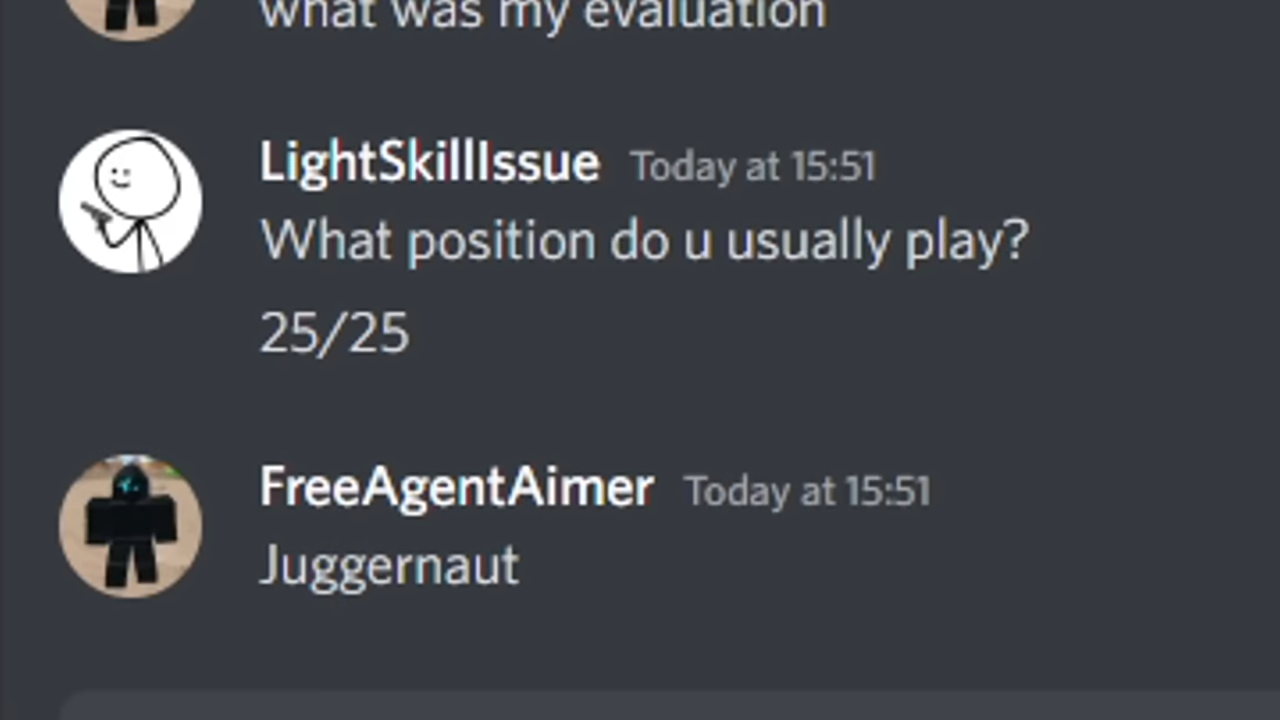 what was my evaluation
LightSkillIssue Today at 15:51
What position do u usually play?
25/25
FreeAgentAimer Today at 15:51
Juggernaut